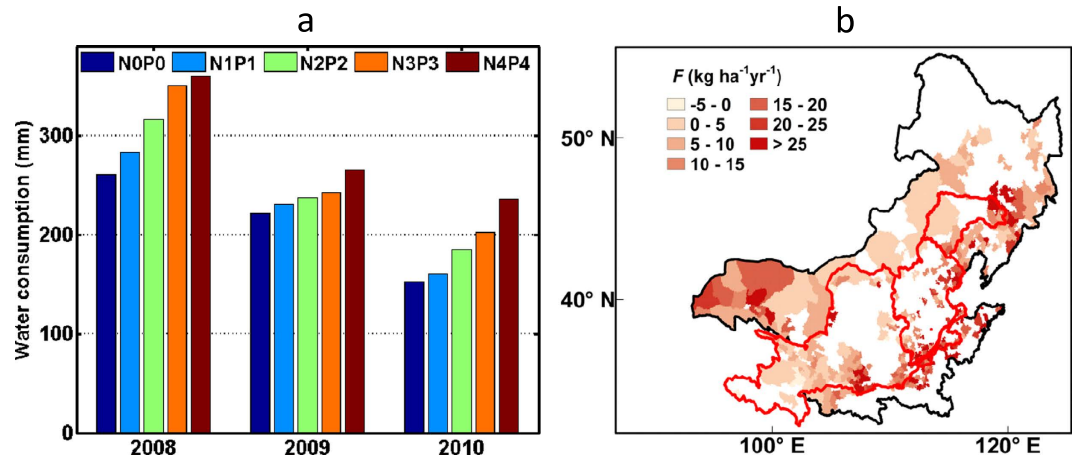 a
N0P0 N1P1 N2P2 N3P3 N4P4
Water consumption (mm)
300
200
100
0
2008 2009 2010
b
F (kg ha⁻¹yr⁻¹)
-5 - 0 15 - 20
0 - 5 20 - 25
5 - 10 > 25
10 - 15
50° N
40° N
100° E 120° E